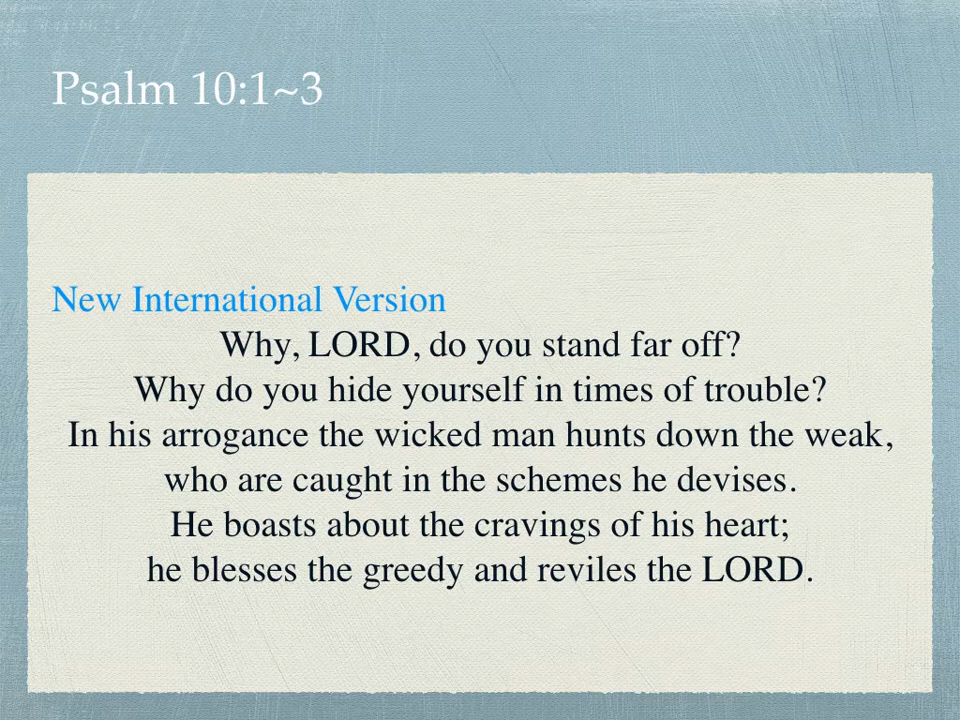 Psalm 10:1~3
New International Version
Why, LORD, do you stand far off?
Why do you hide yourself in times of trouble?
In his arrogance the wicked man hunts down the weak,
who are caught in the schemes he devises.
He boasts about the cravings of his heart;
he blesses the greedy and reviles the LORD.